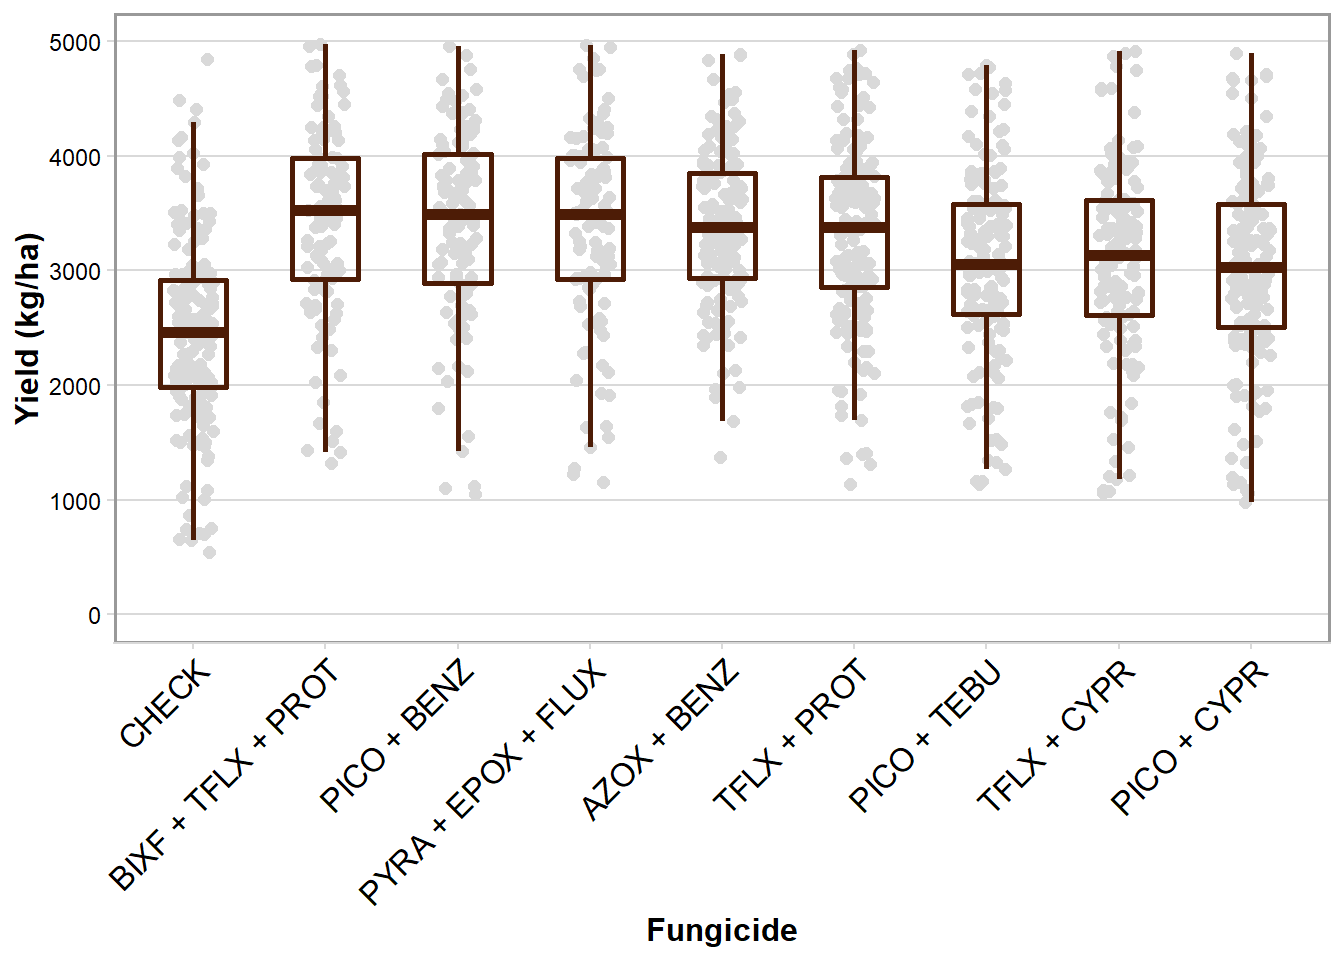 Yield (kg/ha)
5000
4000
3000
2000
1000
0
CHECK
BIXF + TFLX + PROT
PICO + BENZ
PYRA + EPOX + FLUX
AZOX + BENZ
TFLX + PROT
PICO + TEBU
TFLX + CYPR
PICO + CYPR
Fungicide